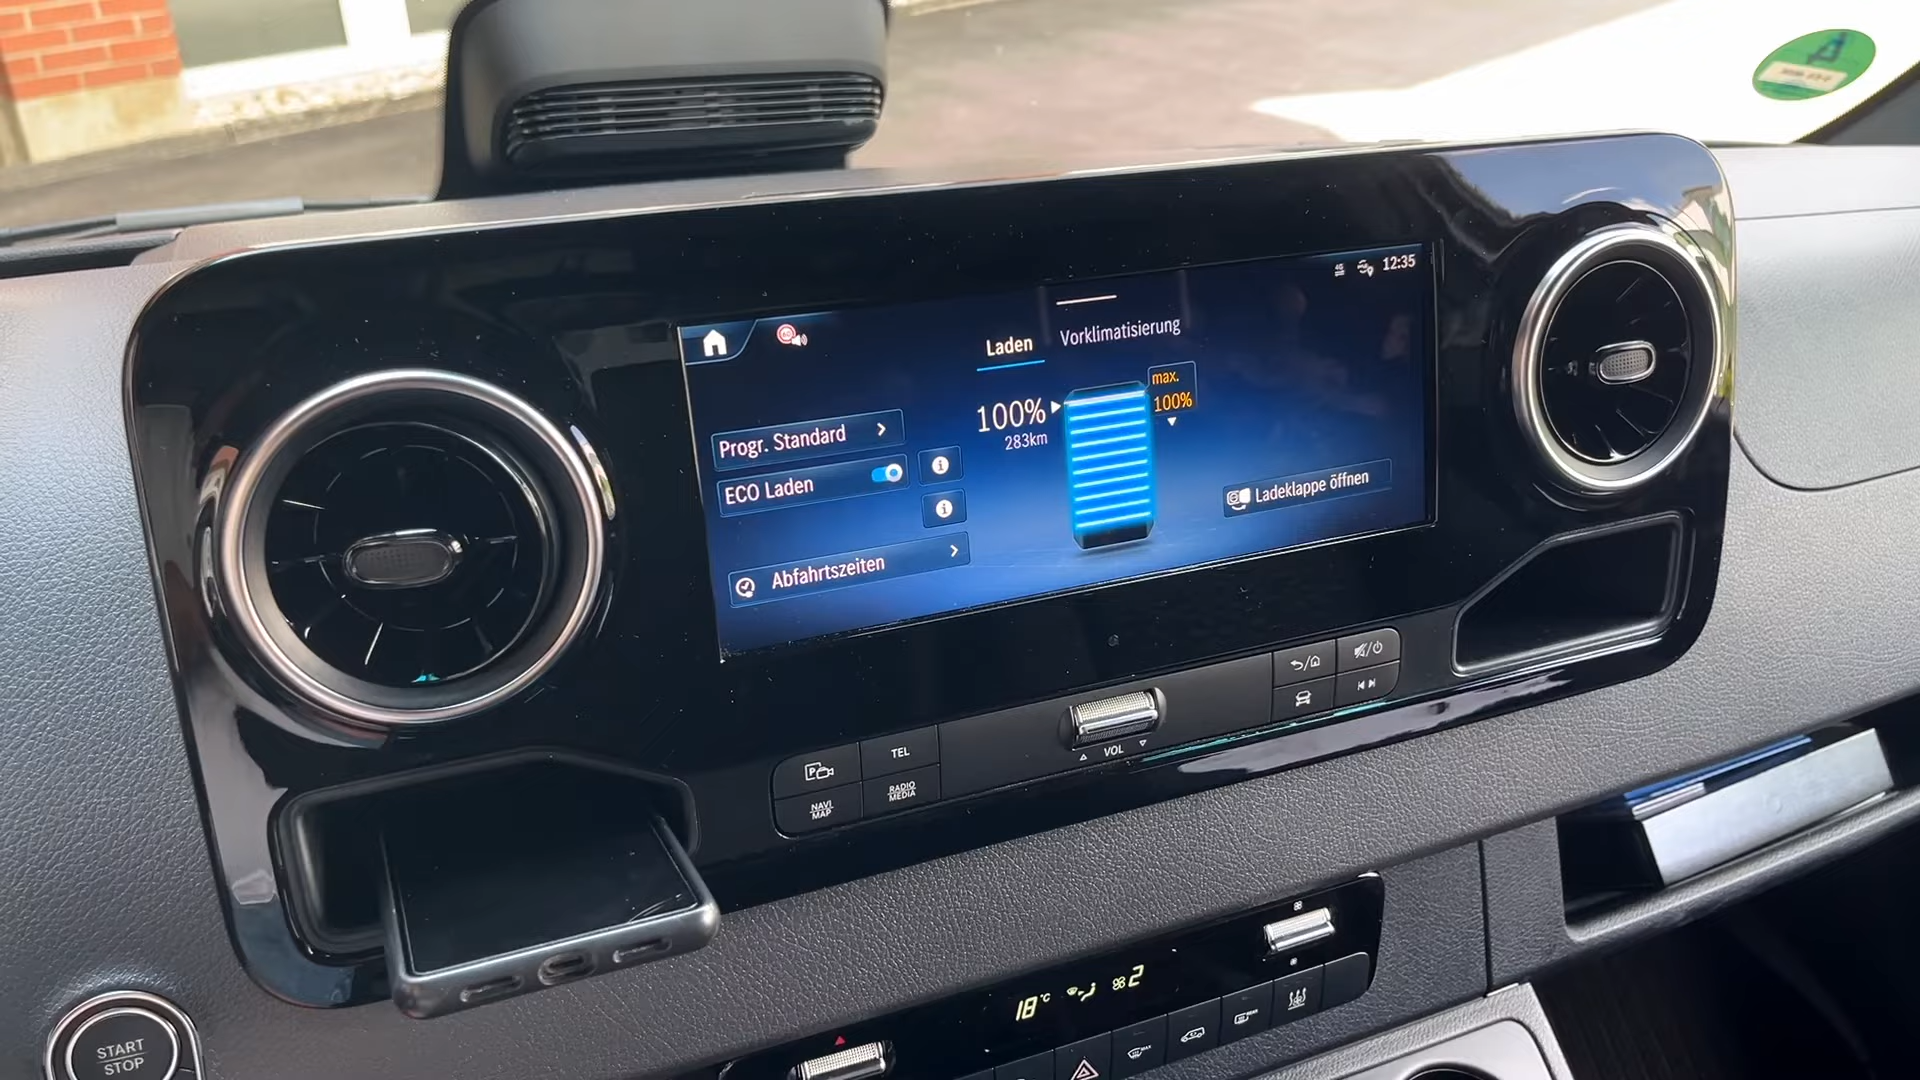 12:35
Laden
Vorklimatisierung
max.
100%
100%
283km
Progr. Standard
ECO Laden
Ladeklappe öffnen
Abfahrtszeiten
TEL
VOL
NAVI
MAP
RADIO
MEDIA
18°C
2
START
STOP